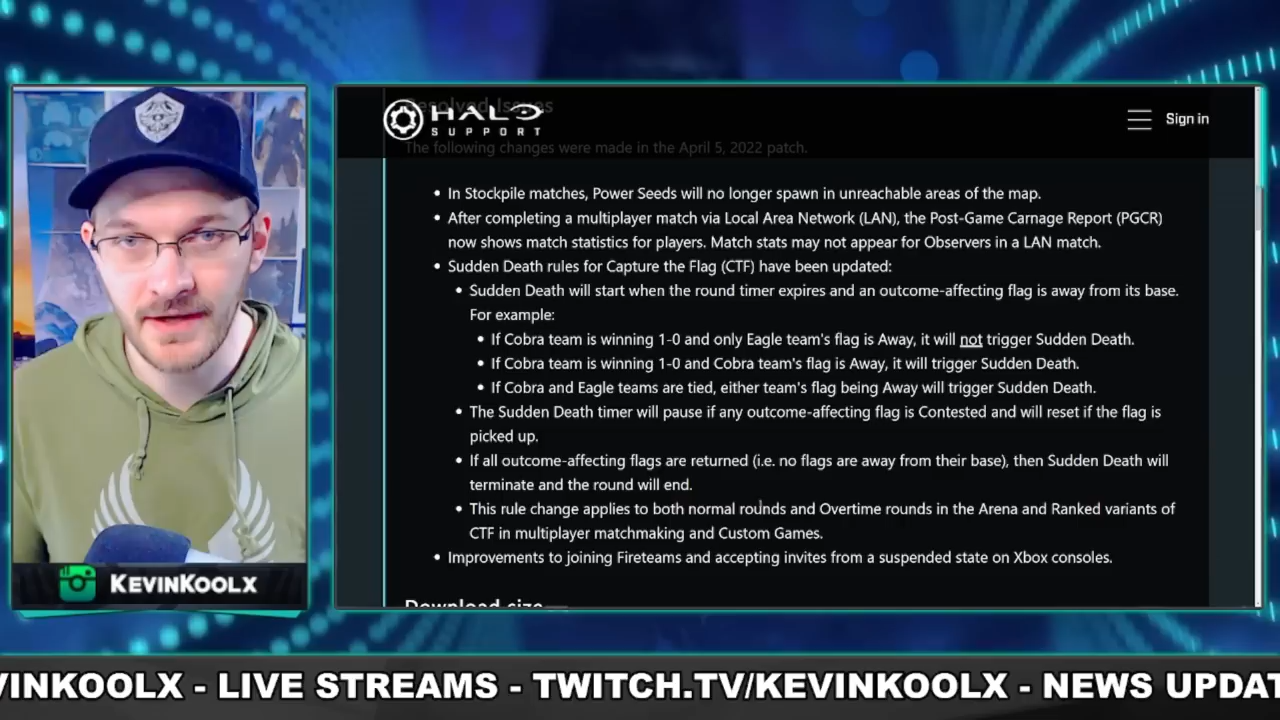 Resolved Issues
HALO
SUPPORT
Sign in
The following changes were made in the April 5, 2022 patch.
• In Stockpile matches, Power Seeds will no longer spawn in unreachable areas of the map.
• After completing a multiplayer match via Local Area Network (LAN), the Post-Game Carnage Report (PGCR)
now shows match statistics for players. Match stats may not appear for Observers in a LAN match.
• Sudden Death rules for Capture the Flag (CTF) have been updated:
• Sudden Death will start when the round timer expires and an outcome-affecting flag is away from its base.
For example:
• If Cobra team is winning 1-0 and only Eagle team's flag is Away, it will not trigger Sudden Death.
• If Cobra team is winning 1-0 and Cobra team's flag is Away, it will trigger Sudden Death.
• If Cobra and Eagle teams are tied, either team's flag being Away will trigger Sudden Death.
• The Sudden Death timer will pause if any outcome-affecting flag is Contested and will reset if the flag is
picked up.
• If all outcome-affecting flags are returned (i.e. no flags are away from their base), then Sudden Death will
terminate and the round will end.
• This rule change applies to both normal rounds and Overtime rounds in the Arena and Ranked variants of
CTF in multiplayer matchmaking and Custom Games.
• Improvements to joining Fireteams and accepting invites from a suspended state on Xbox consoles.
Download size
KEVINKOOLX
VINKOOLX - LIVE STREAMS - TWITCH.TV/KEVINKOOLX - NEWS UPDAT